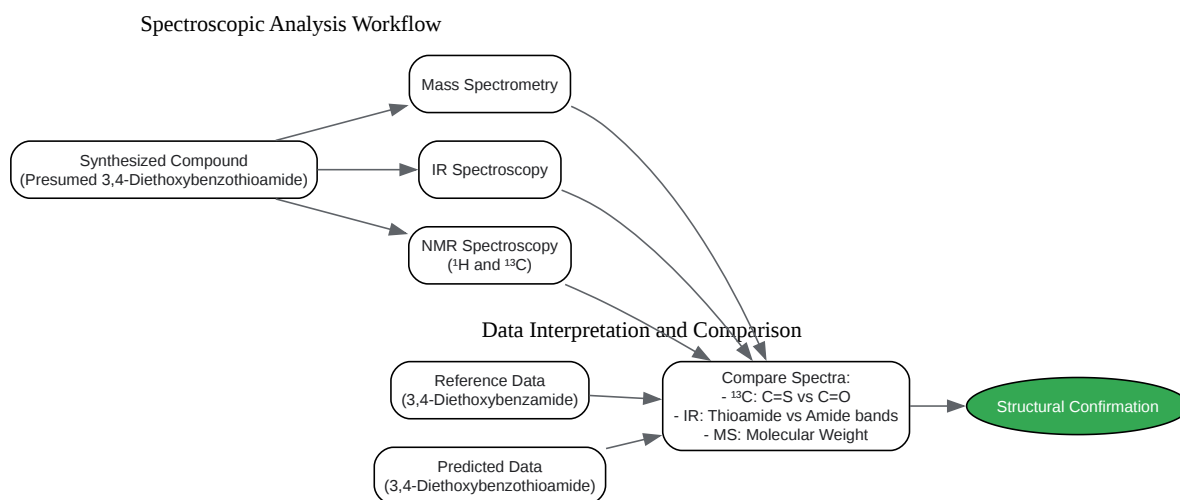 Spectroscopic Analysis Workflow
Mass Spectrometry
Synthesized Compound
(Presumed 3,4-Diethoxybenzothioamide)
IR Spectroscopy
NMR Spectroscopy
(¹H and ¹³C)
Data Interpretation and Comparison
Reference Data
(3,4-Diethoxybenzamide)
Compare Spectra:
- ¹³C: C=S vs C=O
- IR: Thioamide vs Amide bands
- MS: Molecular Weight
Structural Confirmation
Predicted Data
(3,4-Diethoxybenzothioamide)